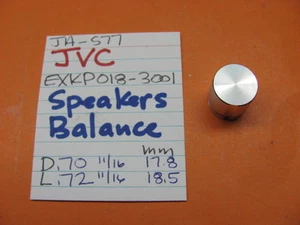 JA-S77
JVC
EXKP018-3001
Speakers
Balance
mm
D.70 11/16 17.8
L.72 11/16 18.5